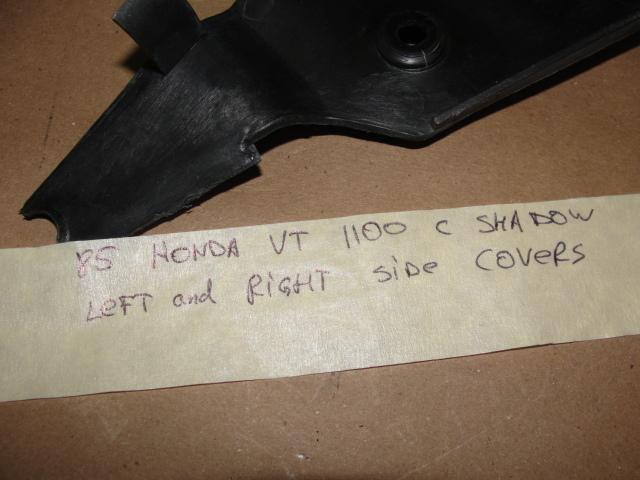 85 HONDA VT 1100 C SHADOW
LEFT and RIGHT side COVERS